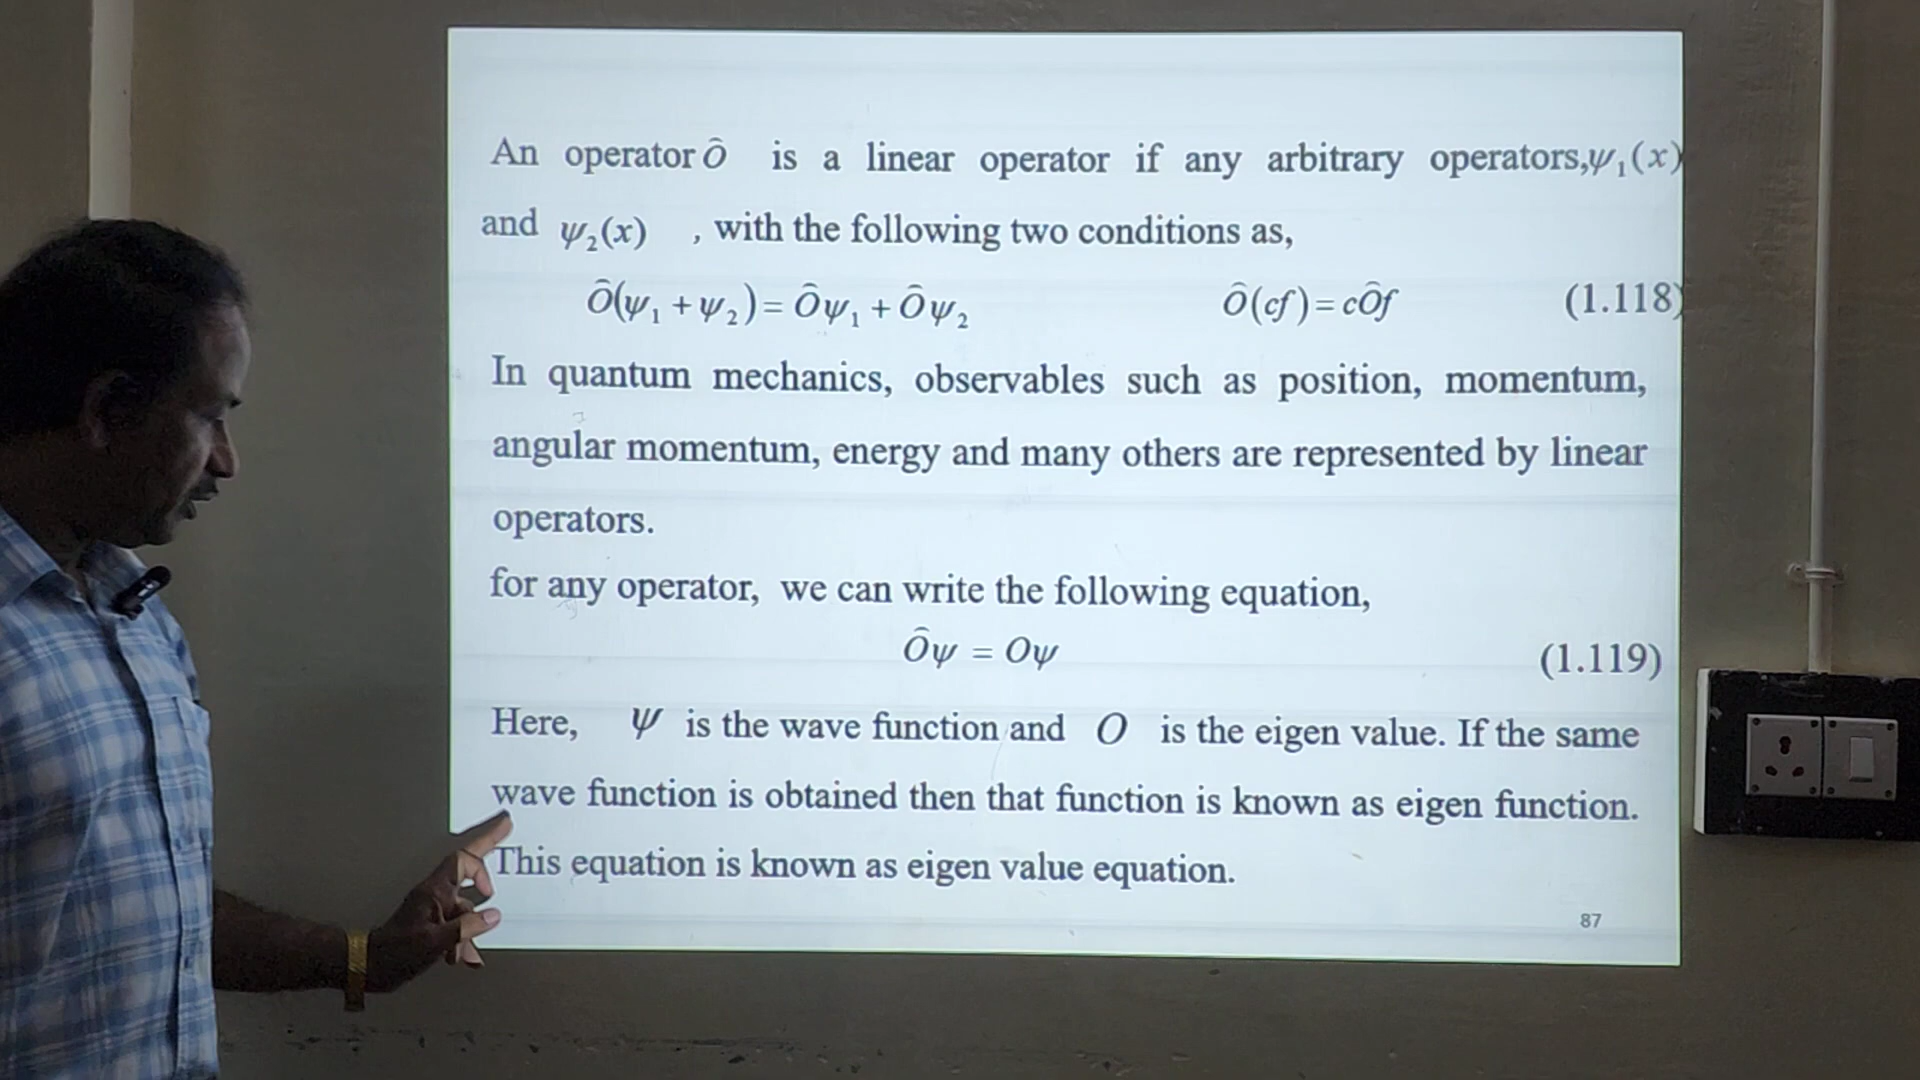 An operator Ô is a linear operator if any arbitrary operators,ψ₁(x)
and ψ₂(x) , with the following two conditions as,
Ô(ψ₁ + ψ₂) = Ôψ₁ + Ôψ₂ Ô(cf) = cÔf (1.118)
In quantum mechanics, observables such as position, momentum,
angular momentum, energy and many others are represented by linear
operators.
for any operator, we can write the following equation,
Ôψ = Oψ (1.119)
Here, ψ is the wave function and O is the eigen value. If the same
wave function is obtained then that function is known as eigen function.
This equation is known as eigen value equation.
87